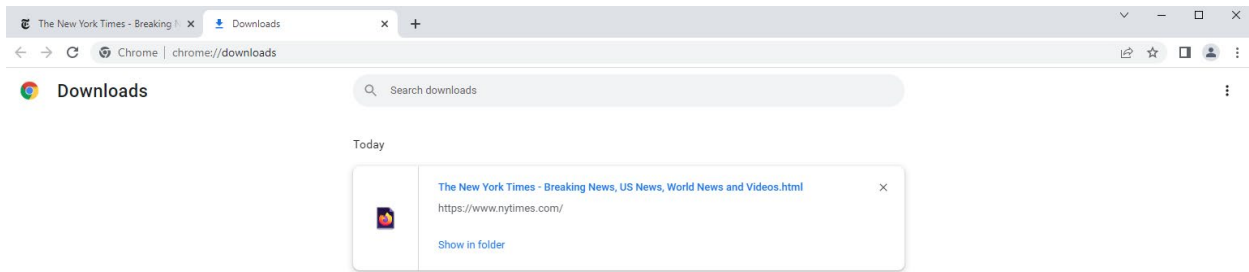 The New York Times - Breaking N
Downloads
Chrome | chrome://downloads
Downloads
Search downloads
Today
The New York Times - Breaking News, US News, World News and Videos.html
https://www.nytimes.com/
Show in folder